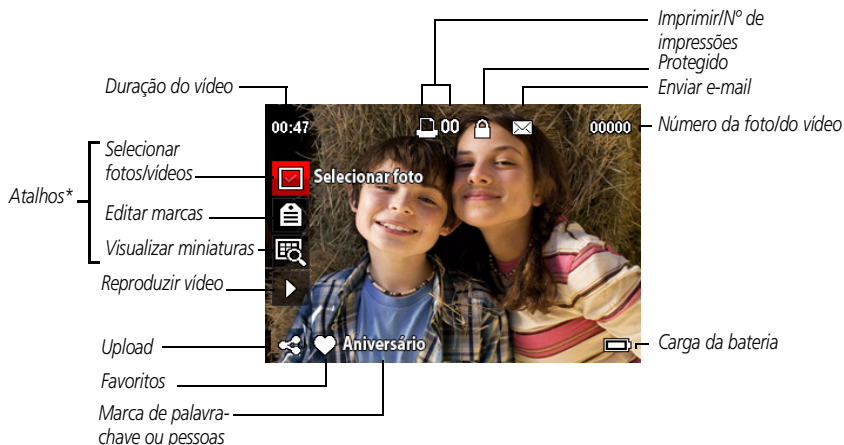 Imprimir/Nº de
impressões
Protegido
Enviar e-mail
Duração do vídeo
00:47
00
00000
Número da foto/do vídeo
Atalhos*
Selecionar
fotos/vídeos
Selecionar foto
Editar marcas
Visualizar miniaturas
Reproduzir vídeo
Upload
Aniversário
Carga da bateria
Favoritos
Marca de palavra-
chave ou pessoas